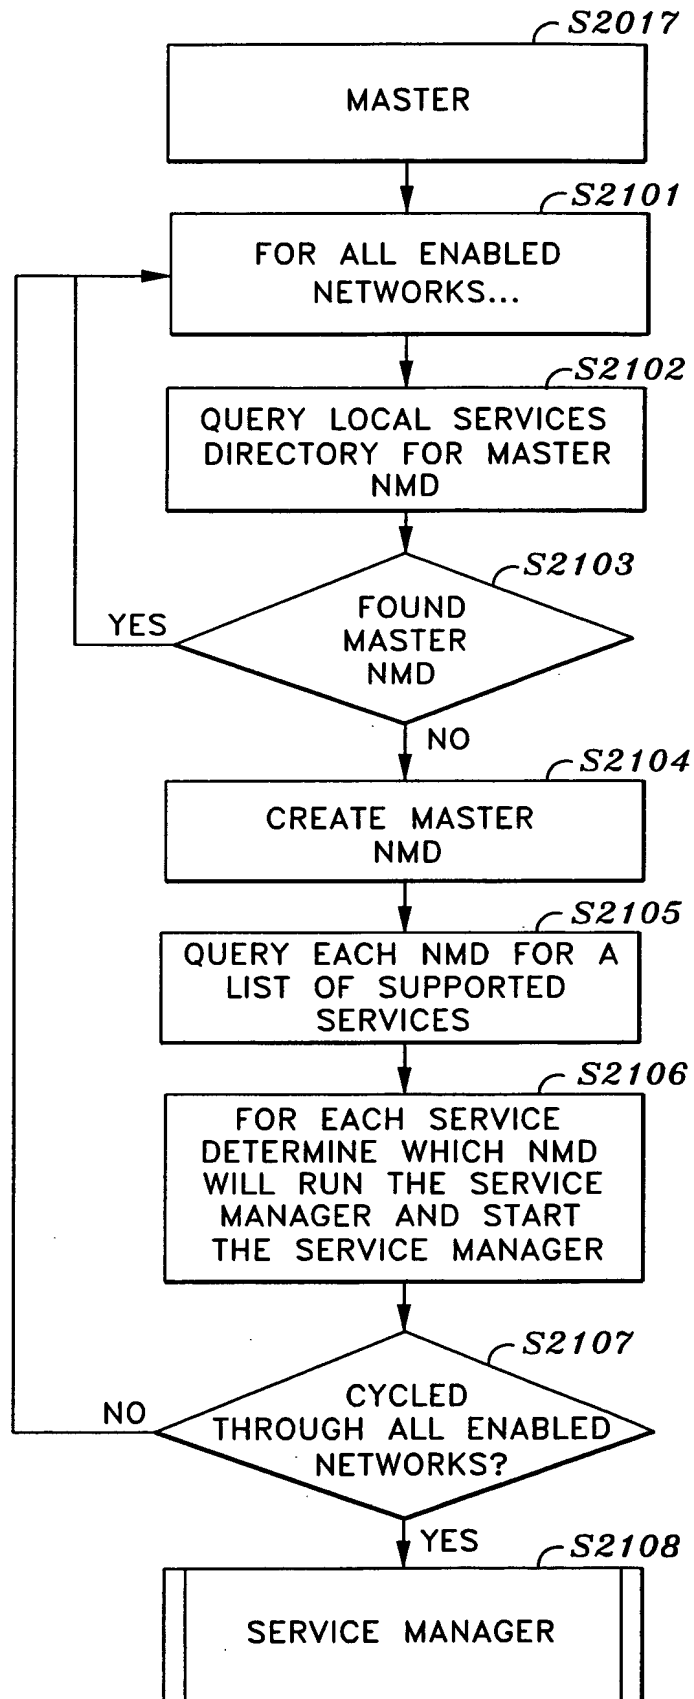 S2017
MASTER
S2101
FOR ALL ENABLED
NETWORKS...
S2102
QUERY LOCAL SERVICES
DIRECTORY FOR MASTER
NMD
S2103
FOUND
MASTER
NMD
YES
NO
S2104
CREATE MASTER
NMD
S2105
QUERY EACH NMD FOR A
LIST OF SUPPORTED
SERVICES
S2106
FOR EACH SERVICE
DETERMINE WHICH NMD
WILL RUN THE SERVICE
MANAGER AND START
THE SERVICE MANAGER
S2107
CYCLED
THROUGH ALL ENABLED
NETWORKS?
NO
YES
S2108
SERVICE MANAGER